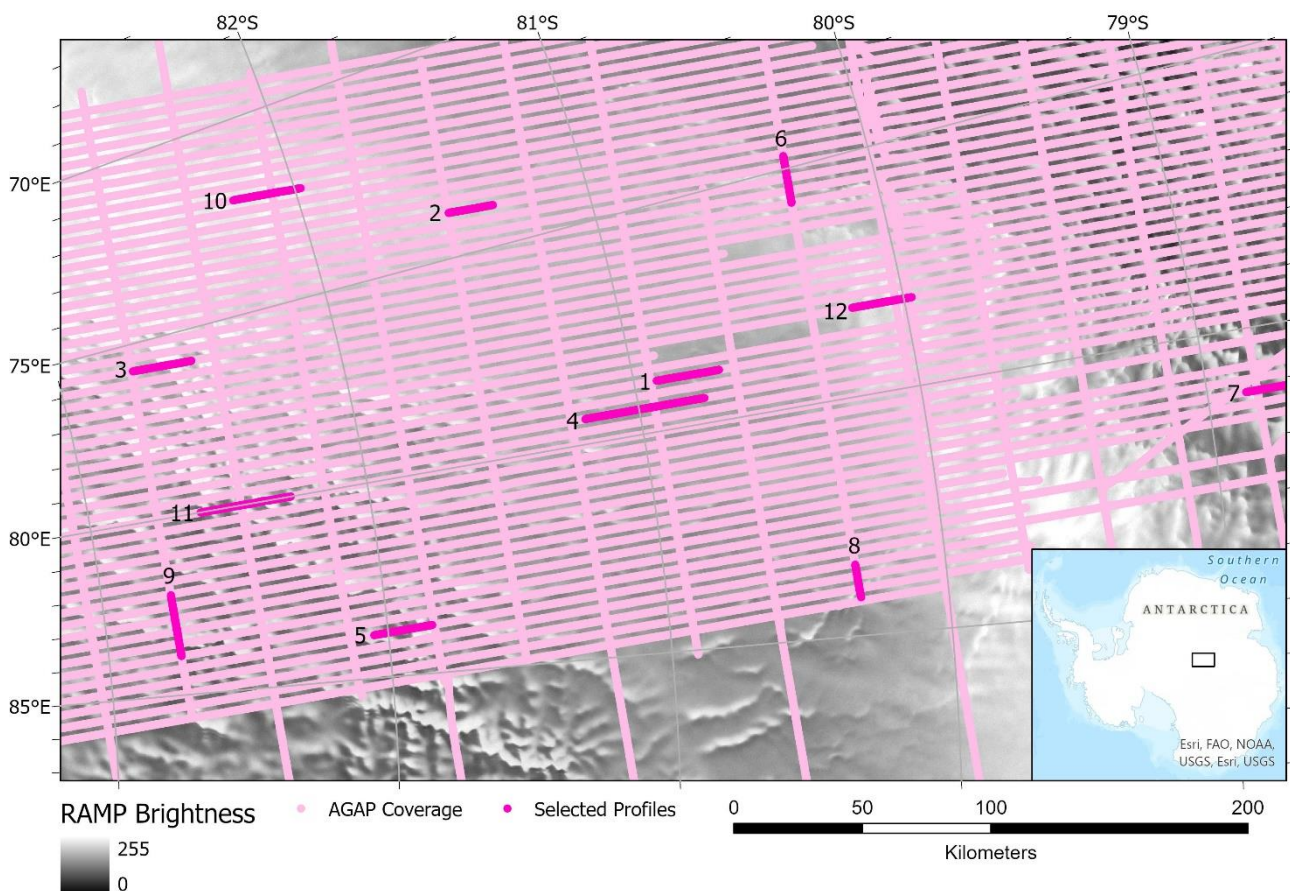 82°S 81°S 80°S 79°S
6
70°E
10
2
12
3
75°E
1
7
4
11
80°E
8
9
5
85°E
Southern
Ocean
ANTARCTICA
Esri, FAO, NOAA,
USGS, Esri, USGS
RAMP Brightness
255
0
AGAP Coverage
Selected Profiles
0 50 100 200
Kilometers